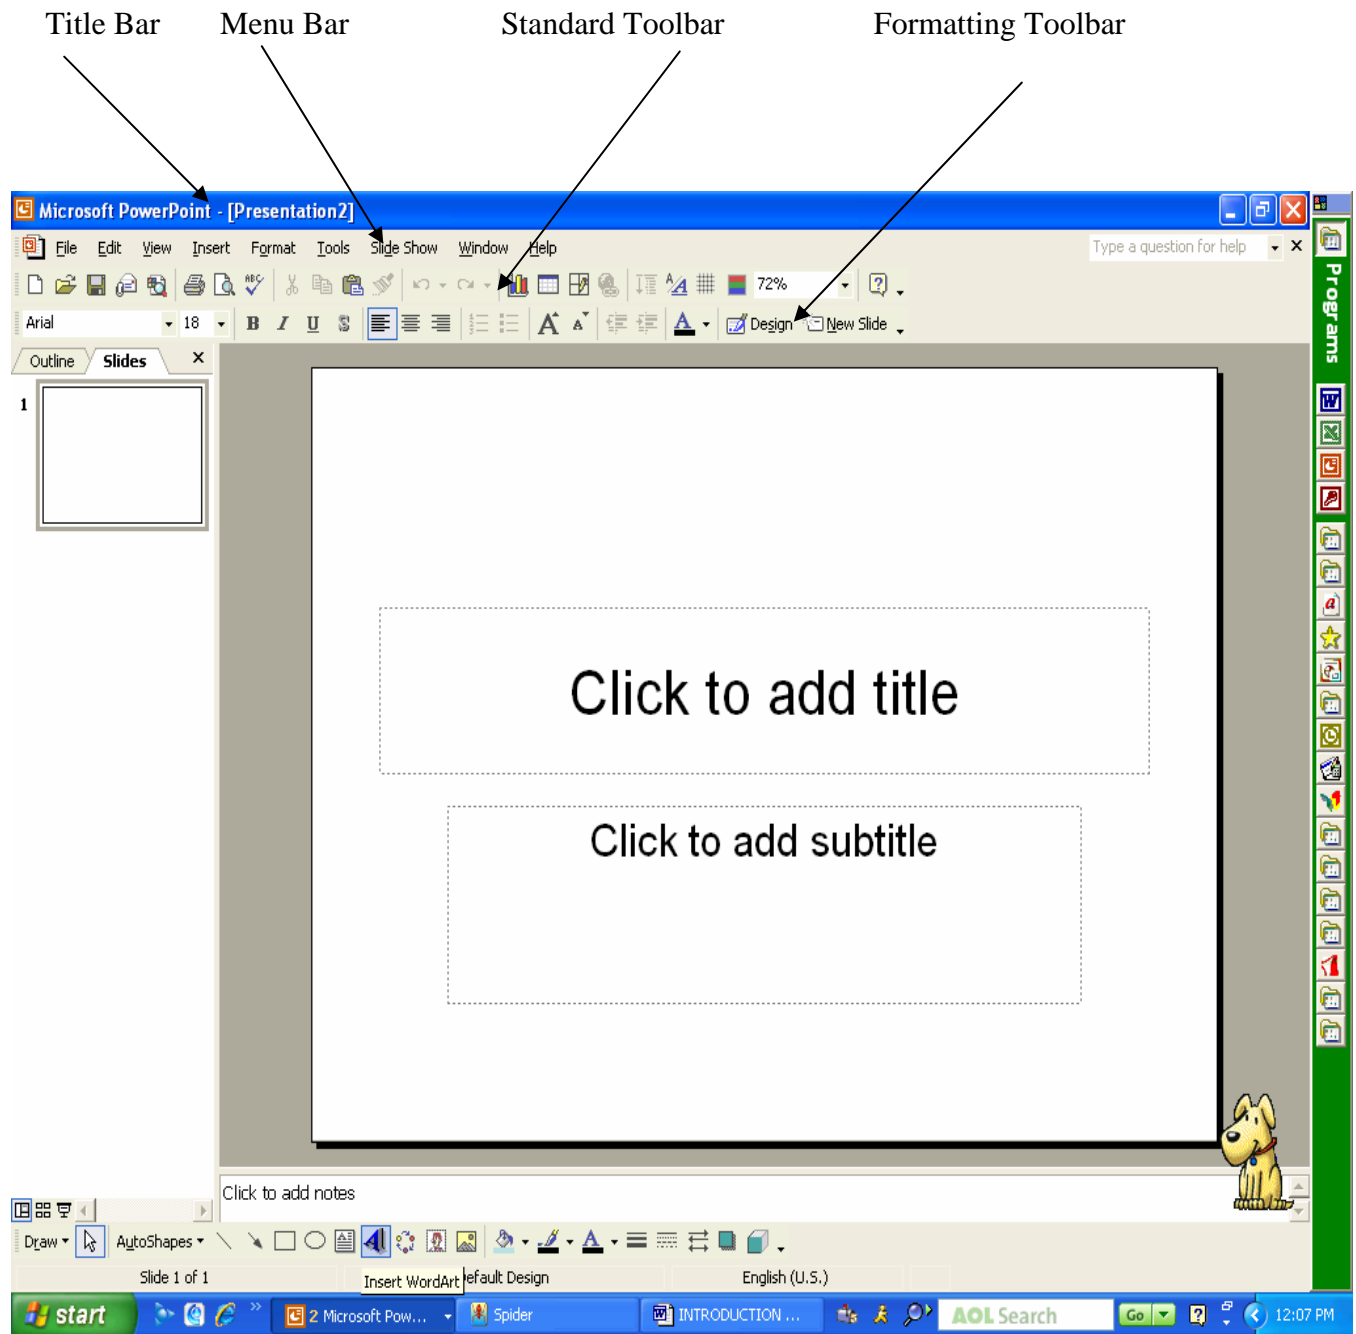 Title Bar Menu Bar Standard Toolbar Formatting Toolbar
Microsoft PowerPoint - [Presentation2]
File Edit View Insert Format Tools Slide Show Window Help Type a question for help
ABC 72%
Arial 18 B I U S A A A Design New Slide
Outline Slides
1
Programs
Click to add title
Click to add subtitle
Click to add notes
Draw AutoShapes
Slide 1 of 1 Default Design English (U.S.)
Insert WordArt
start 2 Microsoft Pow... Spider INTRODUCTION ... AOL Search Go 12:07 PM